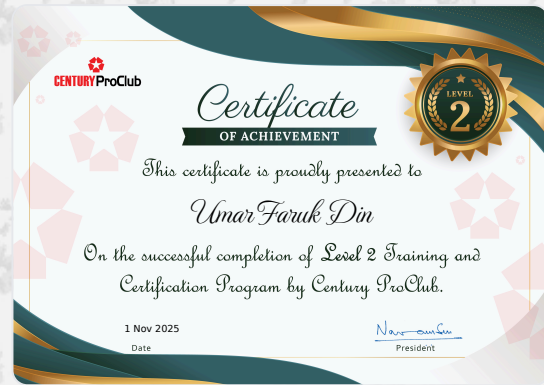 CENTURY ProClub
LEVEL
2
Certificate
OF ACHIEVEMENT
This certificate is proudly presented to
Umar Faruk Din
On the successful completion of Level 2 Training and
Certification Program by Century ProClub.
1 Nov 2025
Date
President